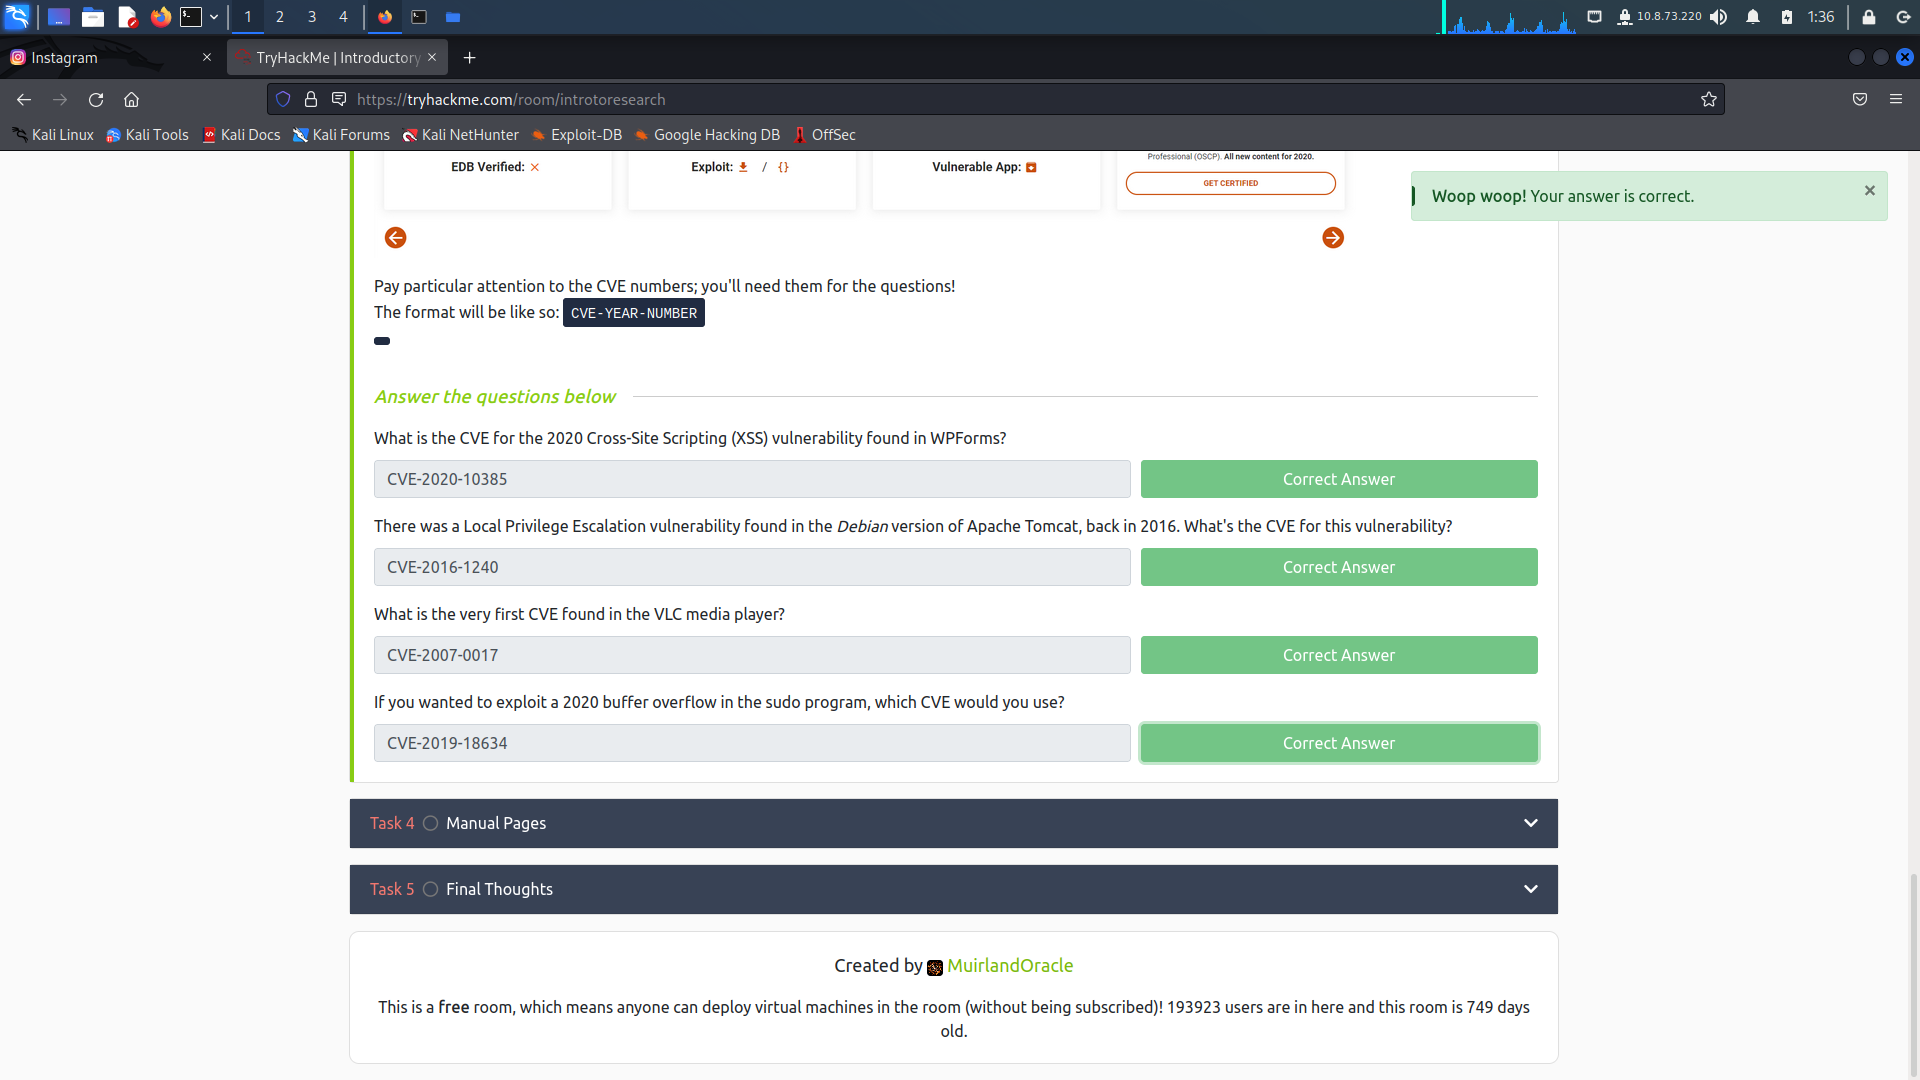 1 2 3 4 10.8.73.220 1:36
Instagram
TryHackMe | Introductory
https://tryhackme.com/room/introtoresearch
Kali Linux Kali Tools Kali Docs Kali Forums Kali NetHunter Exploit-DB Google Hacking DB OffSec
Professional (OSCP). All new content for 2020.
EDB Verified: Exploit: / {} Vulnerable App:
GET CERTIFIED
Woop woop! Your answer is correct.
Pay particular attention to the CVE numbers; you'll need them for the questions!
The format will be like so: CVE-YEAR-NUMBER
Answer the questions below
What is the CVE for the 2020 Cross-Site Scripting (XSS) vulnerability found in WPForms?
CVE-2020-10385 Correct Answer
There was a Local Privilege Escalation vulnerability found in the Debian version of Apache Tomcat, back in 2016. What's the CVE for this vulnerability?
CVE-2016-1240 Correct Answer
What is the very first CVE found in the VLC media player?
CVE-2007-0017 Correct Answer
If you wanted to exploit a 2020 buffer overflow in the sudo program, which CVE would you use?
CVE-2019-18634 Correct Answer
Task 4 Manual Pages
Task 5 Final Thoughts
Created by MuirlandOracle
This is a free room, which means anyone can deploy virtual machines in the room (without being subscribed)! 193923 users are in here and this room is 749 days
old.